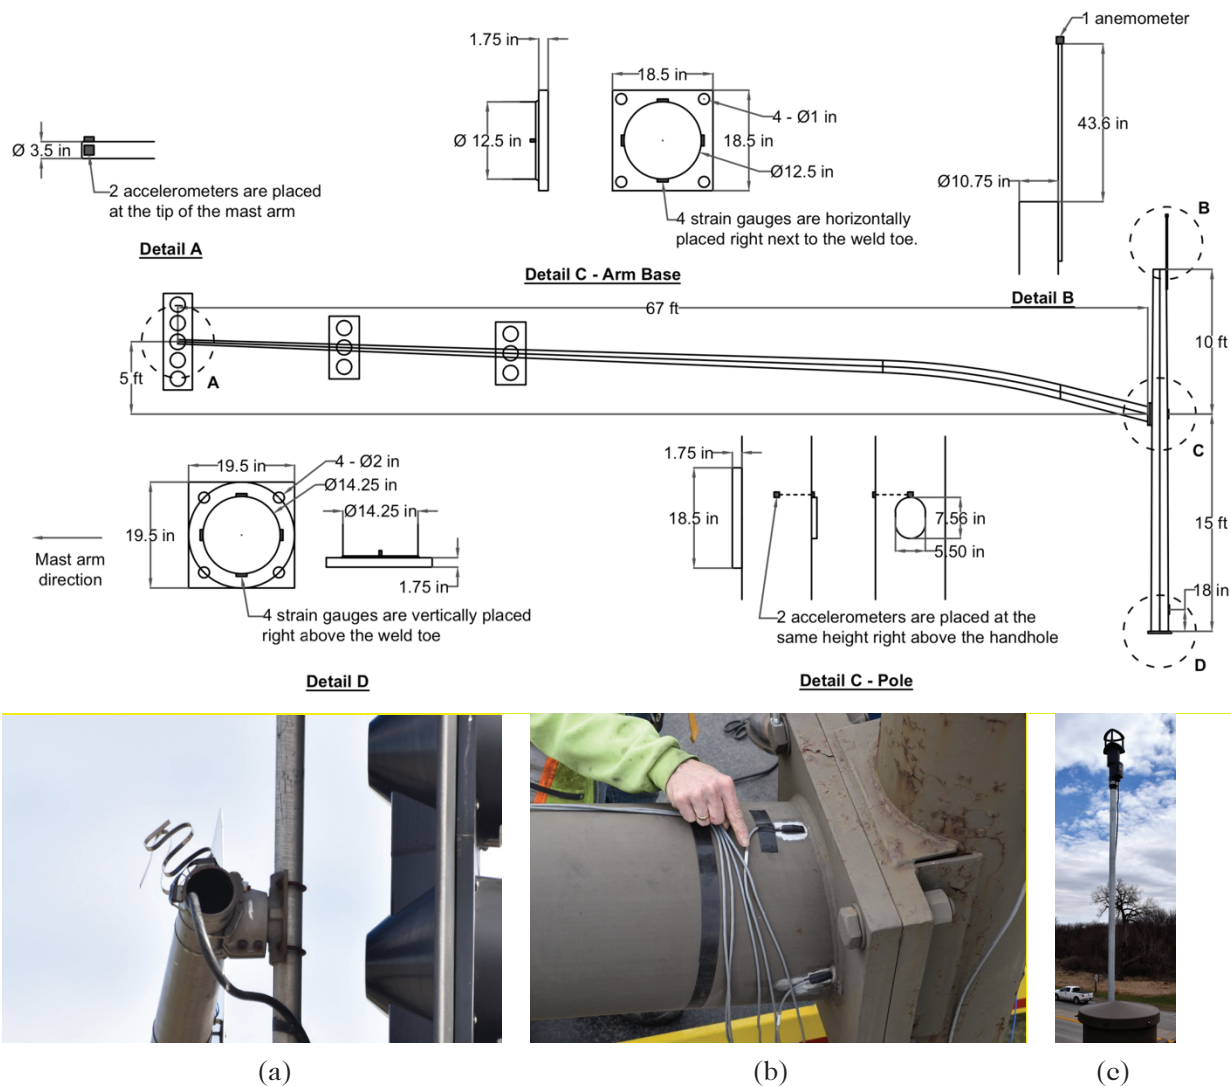 1 anemometer
1.75 in
18.5 in
4 - Ø1 in
43.6 in
Ø 3.5 in
Ø 12.5 in
18.5 in
Ø12.5 in
Ø10.75 in
2 accelerometers are placed
at the tip of the mast arm
4 strain gauges are horizontally
placed right next to the weld toe.
B
Detail A
Detail C - Arm Base
Detail B
67 ft
10 ft
5 ft
A
C
19.5 in
4 - Ø2 in
Ø14.25 in
Ø14.25 in
19.5 in
1.75 in
18.5 in
7.56 in
5.50 in
15 ft
Mast arm
direction
1.75 in
18 in
4 strain gauges are vertically placed
right above the weld toe
2 accelerometers are placed at the
same height right above the handhole
D
Detail D
Detail C - Pole
(a)
(b)
(c)